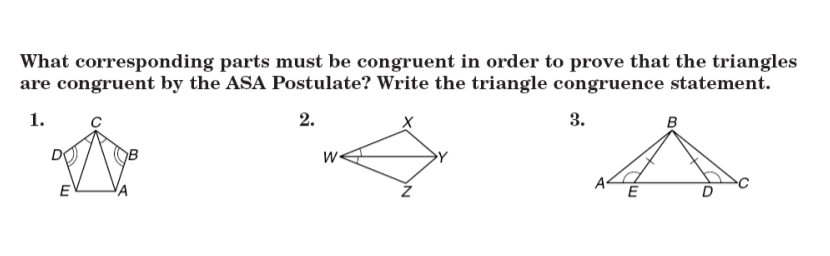 What corresponding parts must be congruent in order to prove that the triangles
are congruent by the ASA Postulate? Write the triangle congruence statement.
1. 2. 3.
C X B
D B W Y
E A Z A E D C